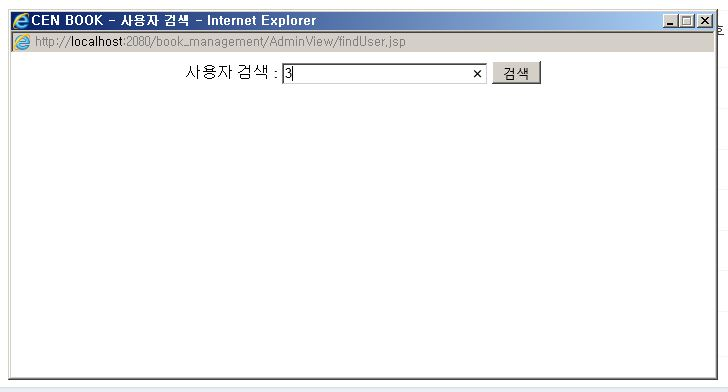 CEN BOOK - 사용자 검색 - Internet Explorer
http://localhost:2080/book_management/AdminView/findUser.jsp
사용자 검색 : 3 × 검색